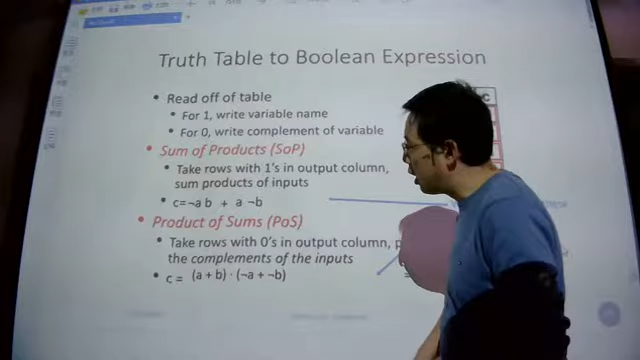 Truth Table to Boolean Expression
• Read off of table
• For 1, write variable name
• For 0, write complement of variable
• Sum of Products (SoP)
• Take rows with 1's in output column,
sum products of inputs
• c=¬a b + a ¬b
• Product of Sums (PoS)
• Take rows with 0's in output column, p
the complements of the inputs
• c = (a + b) · (¬a + ¬b)
c